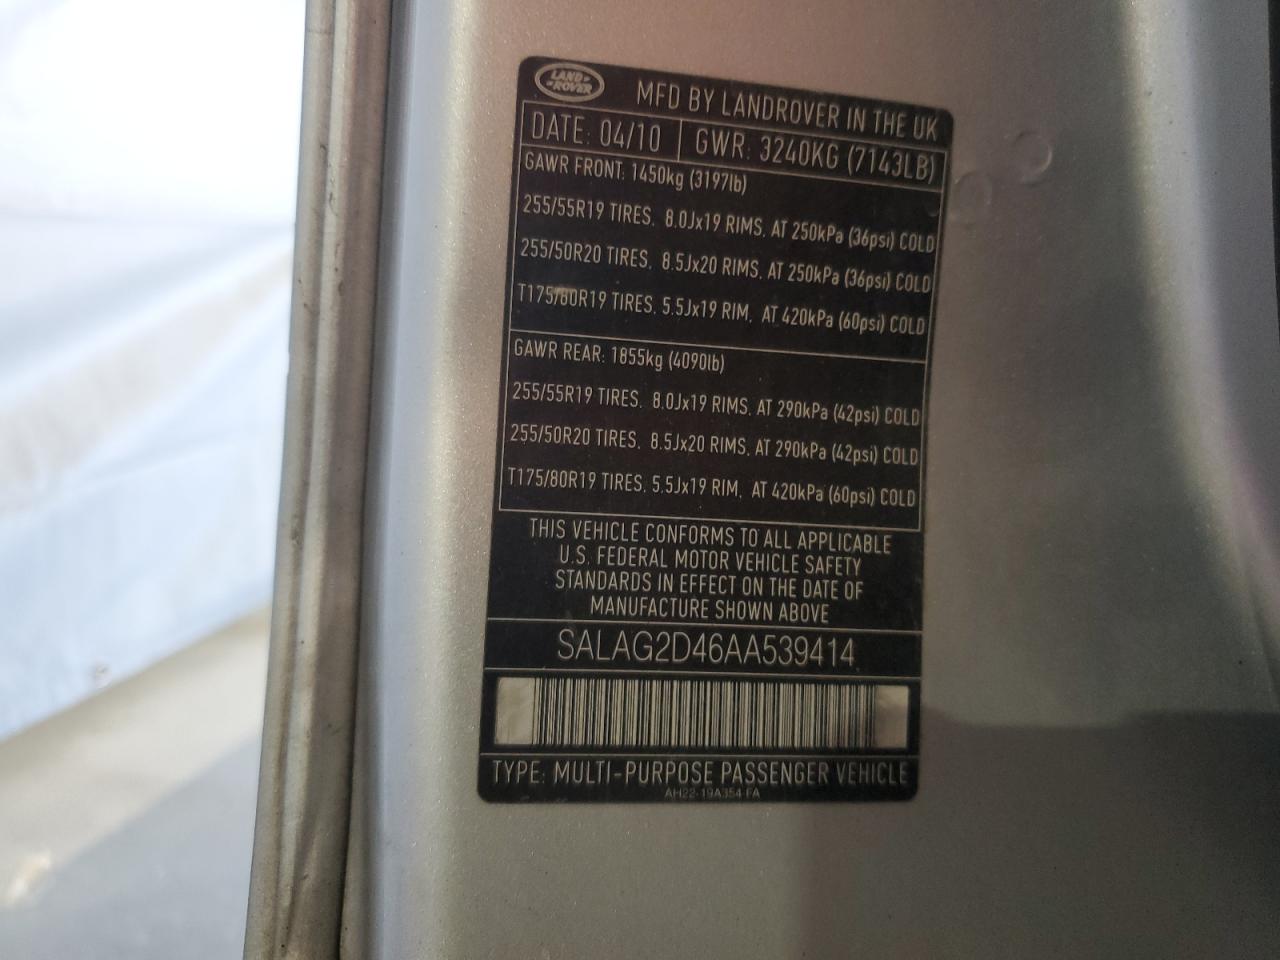 LAND ROVER
MFD BY LANDROVER IN THE UK
DATE: 04/10 GWR: 3240KG (7143LB)
GAWR FRONT: 1450kg (3197lb)
255/55R19 TIRES, 8.0Jx19 RIMS, AT 250kPa (36psi) COLD
255/50R20 TIRES, 8.5Jx20 RIMS, AT 250kPa (36psi) COLD
T175/80R19 TIRES, 5.5Jx19 RIM, AT 420kPa (60psi) COLD
GAWR REAR: 1855kg (4090lb)
255/55R19 TIRES, 8.0Jx19 RIMS, AT 290kPa (42psi) COLD
255/50R20 TIRES, 8.5Jx20 RIMS, AT 290kPa (42psi) COLD
T175/80R19 TIRES, 5.5Jx19 RIM, AT 420kPa (60psi) COLD
THIS VEHICLE CONFORMS TO ALL APPLICABLE
U.S. FEDERAL MOTOR VEHICLE SAFETY
STANDARDS IN EFFECT ON THE DATE OF
MANUFACTURE SHOWN ABOVE
SALAG2D46AA539414
TYPE: MULTI-PURPOSE PASSENGER VEHICLE
AH22-19A354-FA